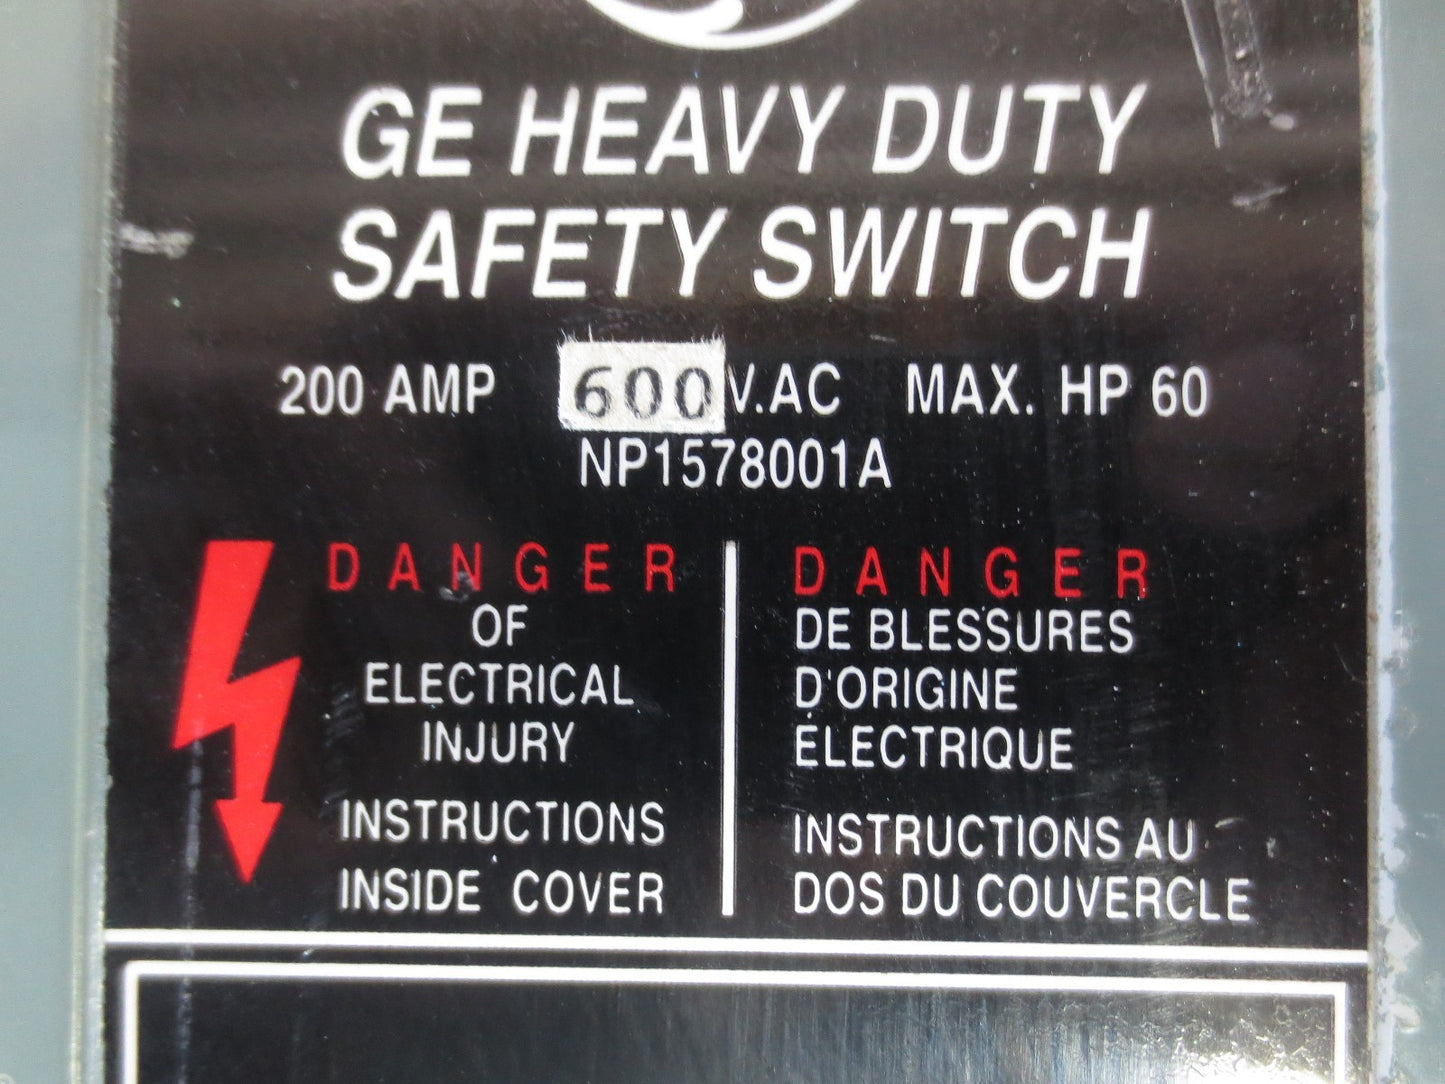 GE HEAVY DUTY
SAFETY SWITCH
200 AMP 600 V.AC MAX. HP 60
NP1578001A
DANGER
OF
ELECTRICAL
INJURY
INSTRUCTIONS
INSIDE COVER
DANGER
DE BLESSURES
D'ORIGINE
ÉLECTRIQUE
INSTRUCTIONS AU
DOS DU COUVERCLE